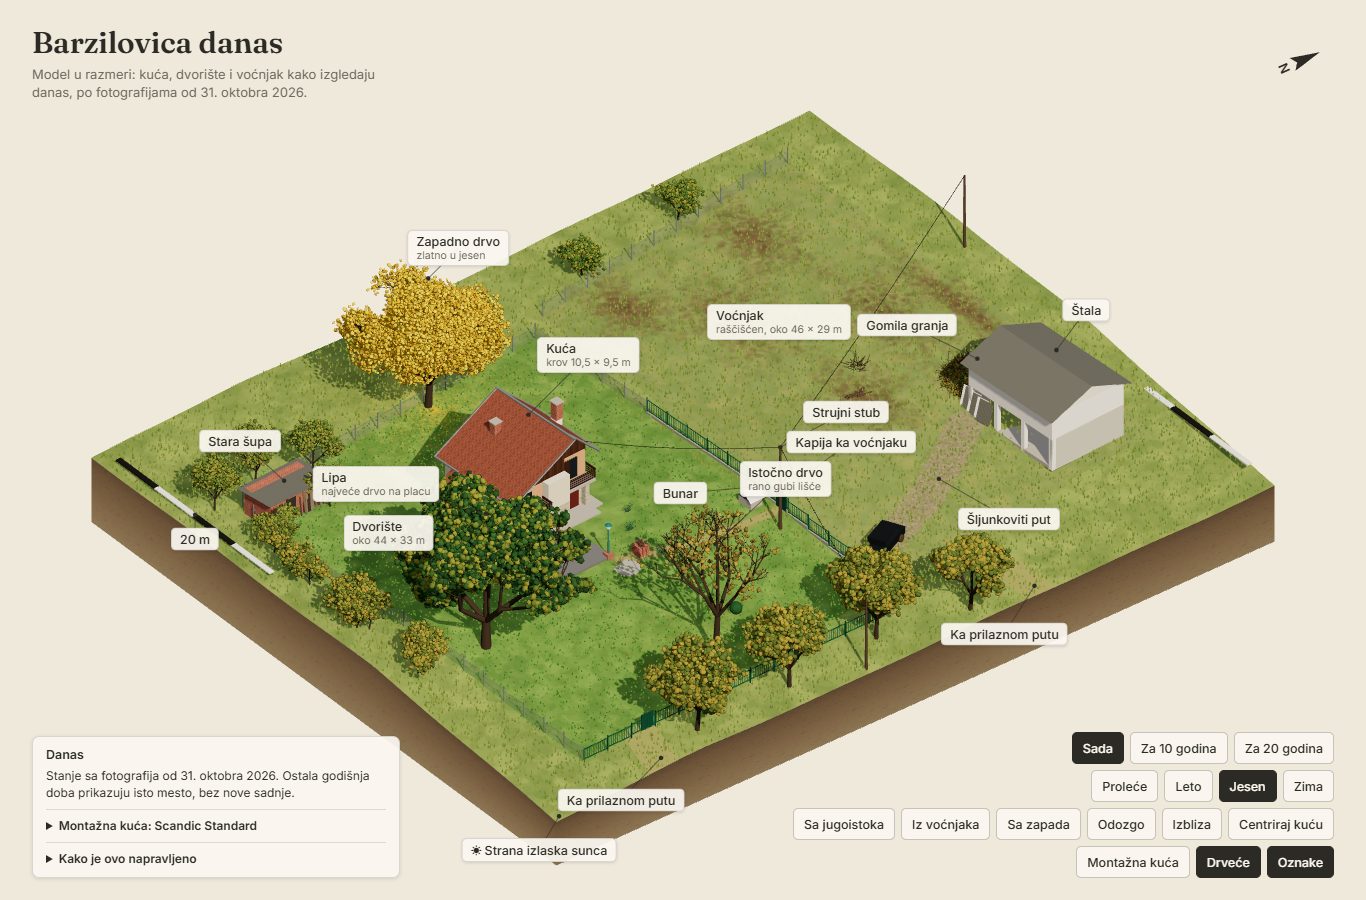 Barzilovica danas
Model u razmeri: kuća, dvorište i voćnjak kako izgledaju
danas, po fotografijama od 31. oktobra 2026.
N
Zapadno drvo
zlatno u jesen
Štala
Voćnjak
raščišćen, oko 46 × 29 m
Gomila granja
Kuća
krov 10,5 × 9,5 m
Strujni stub
Stara šupa
Kapija ka voćnjaku
Lipa
najveće drvo na placu
Istočno drvo
rano gubi lišće
Bunar
Dvorište
oko 44 × 33 m
Šljunkoviti put
20 m
Ka prilaznom putu
Ka prilaznom putu
☀ Strana izlaska sunca
Danas
Stanje sa fotografija od 31. oktobra 2026. Ostala godišnja
doba prikazuju isto mesto, bez nove sadnje.
▶ Montažna kuća: Scandic Standard
▶ Kako je ovo napravljeno
Sada Za 10 godina Za 20 godina
Proleće Leto Jesen Zima
Sa jugoistoka Iz voćnjaka Sa zapada Odozgo Izbliza Centriraj kuću
Montažna kuća Drveće Oznake